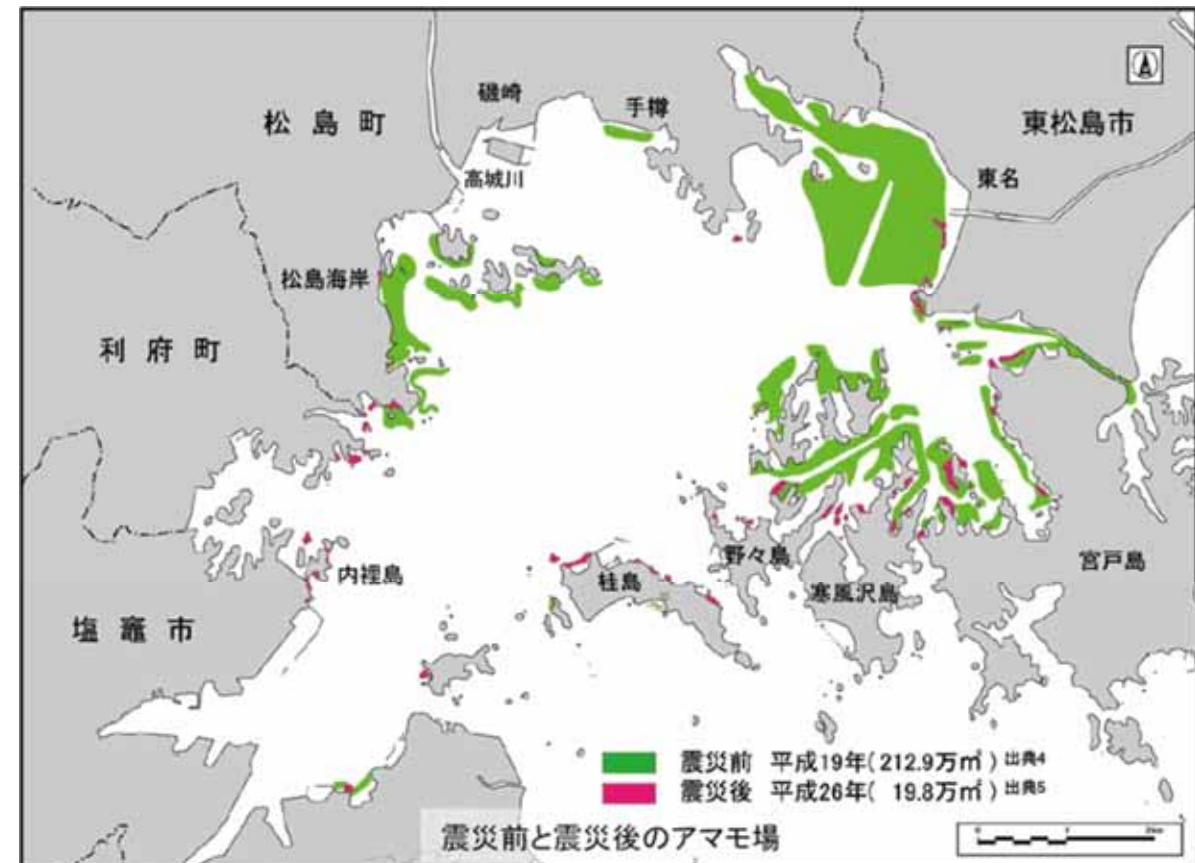 磯崎
手樽
松島町
東松島市
高城川
東名
松島海岸
利府町
野々島
宮戸島
内裡島
桂島
寒風沢島
塩竈市
震災前 平成19年(212.9万㎡) 出典4
震災後 平成26年( 19.8万㎡) 出典5
震災前と震災後のアマモ場